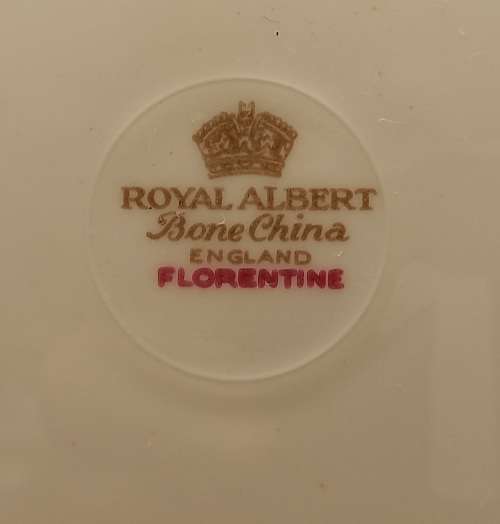 ROYAL ALBERT
Bone China
ENGLAND
FLORENTINE